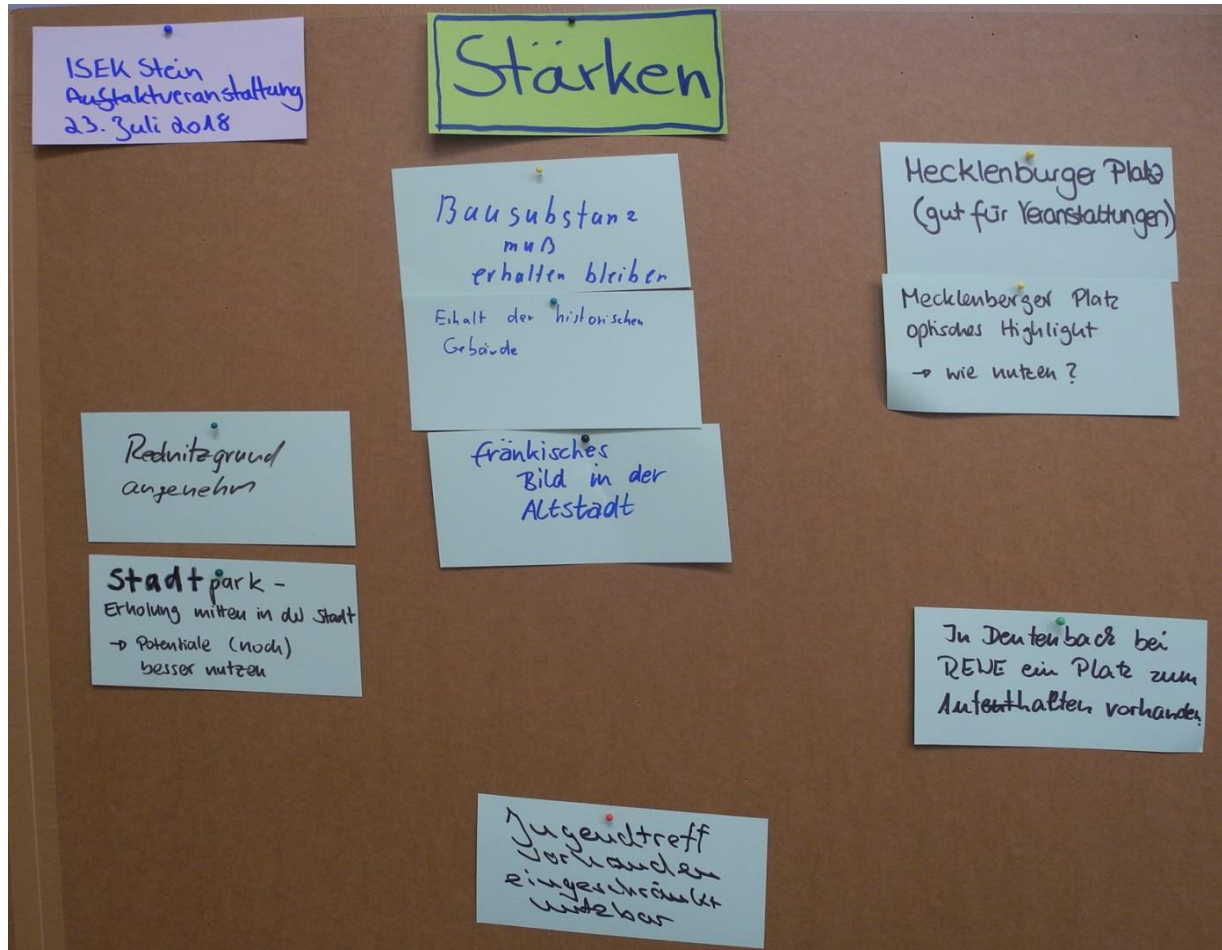 ISEK Stein
Auftaktveranstaltung
23. Juli 2018
Stärken
Bausubstanz
muß
erhalten bleiben
Erhalt der historischen
Gebäude
fränkisches
Bild in der
Altstadt
Mecklenburger Platz
(gut für Veranstaltungen)
Mecklenberger Platz
optisches Highlight
→ wie nutzen?
Rednitzgrund
angenehm
Stadtpark -
Erholung mitten in der Stadt
→ Potentiale (noch)
besser nutzen
In Deutenbach bei
REWE ein Platz zum
Aufenthalten vorhanden
Jugendtreff
vorhanden
eingeschränkt
nutzbar